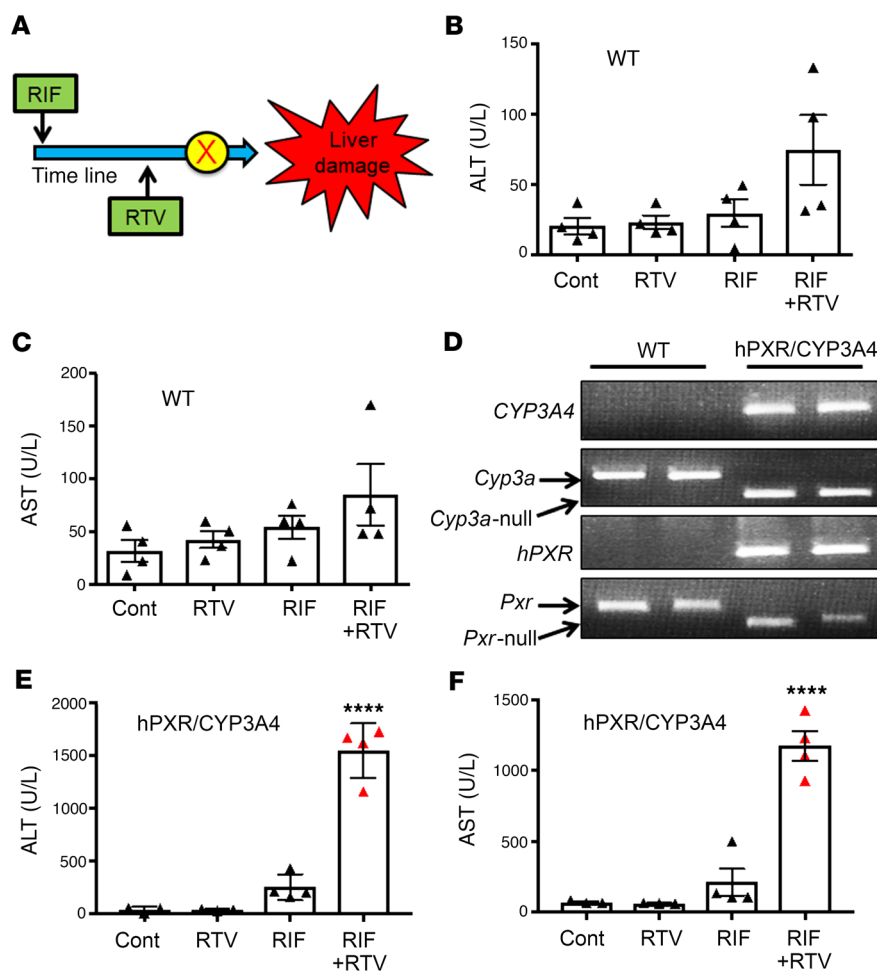 A
RIF
X
Time line
RTV
Liver
damage
B
WT
ALT (U/L)
150
100
50
0
Cont
RTV
RIF
RIF
+RTV
C
WT
AST (U/L)
200
150
100
50
0
Cont
RTV
RIF
RIF
+RTV
D
WT
hPXR/CYP3A4
CYP3A4
Cyp3a
Cyp3a-null
hPXR
Pxr
Pxr-null
E
hPXR/CYP3A4
****
ALT (U/L)
2000
1500
1000
500
0
Cont
RTV
RIF
RIF
+RTV
F
hPXR/CYP3A4
****
AST (U/L)
1500
1000
500
0
Cont
RTV
RIF
RIF
+RTV